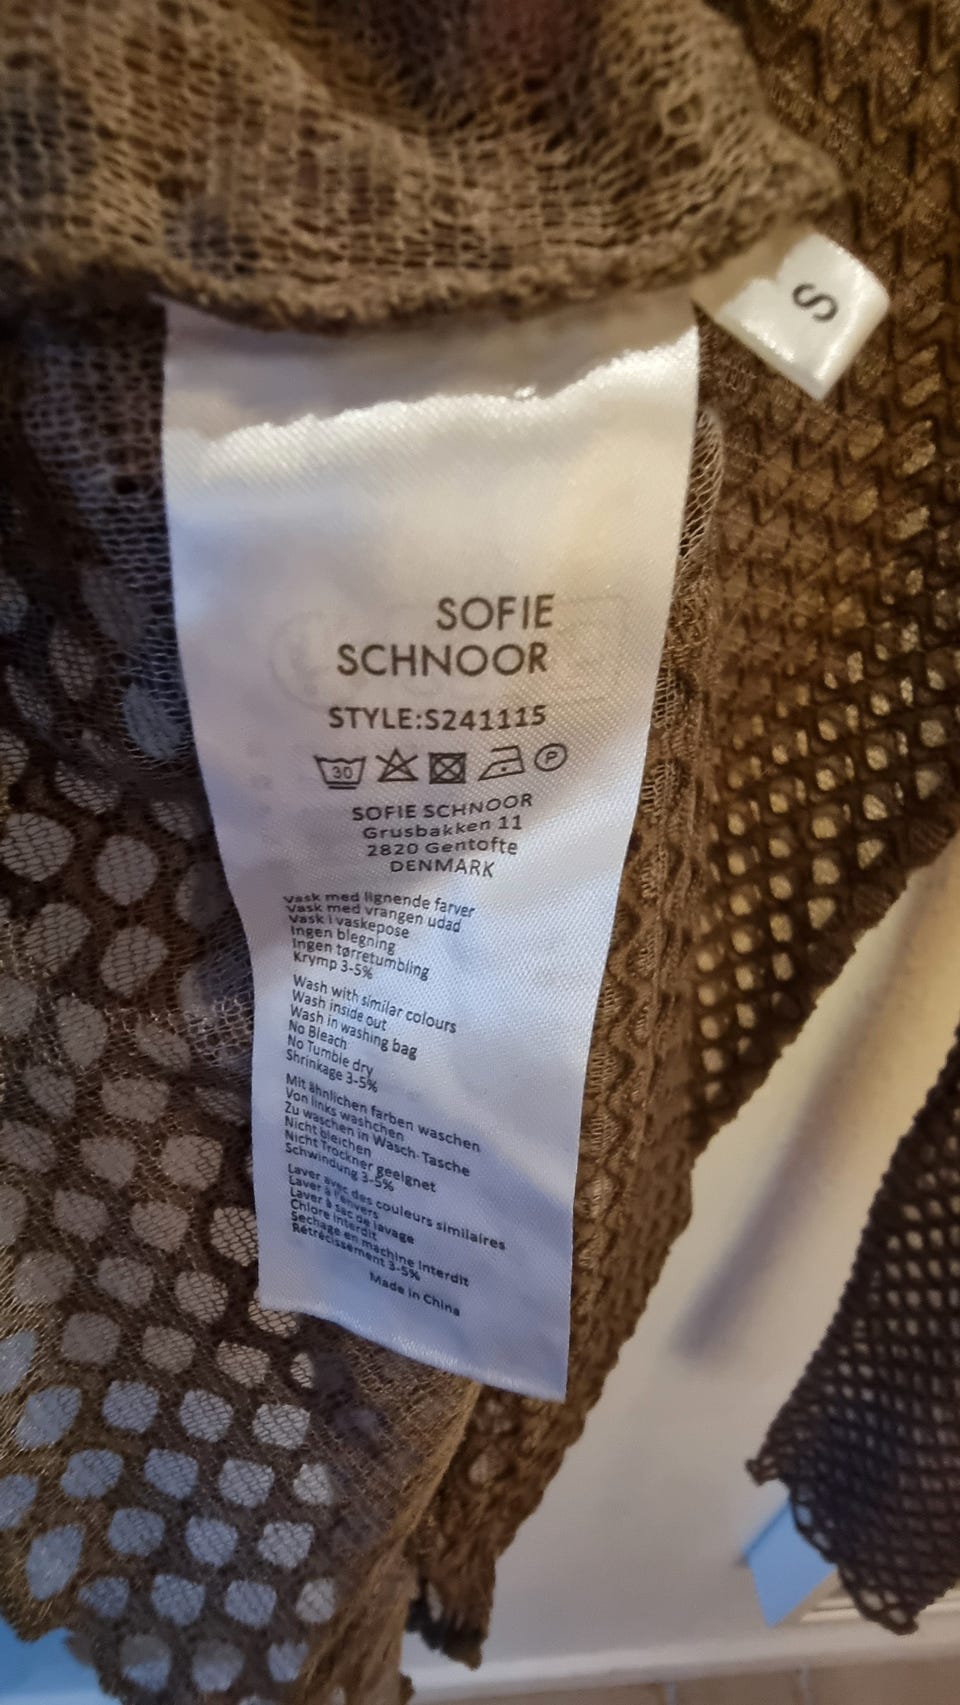 S
SOFIE
SCHNOOR
STYLE:S241115
30
P
SOFIE SCHNOOR
Grusbakken 11
2820 Gentofte
DENMARK
Vask med lignende farver
Vask med vrangen udad
Vask i vaskepose
Ingen blegning
Ingen tørretumbling
Krymp 3-5%
Wash with similar colours
Wash inside out
Wash in washing bag
No Bleach
No Tumble dry
Shrinkage 3-5%
Mit ähnlichen farben waschen
Von links washchen
Zu waschen in Wasch-Tasche
Nicht bleichen
Nicht Trockner geelgnet
Schwindung 3-5%
Laver avec des couleurs similaires
Laver à l'envers
Laver à sac de lavage
Chlore interdit
Sechage en machine interdit
Rétrécissement 3-5%
Made in China